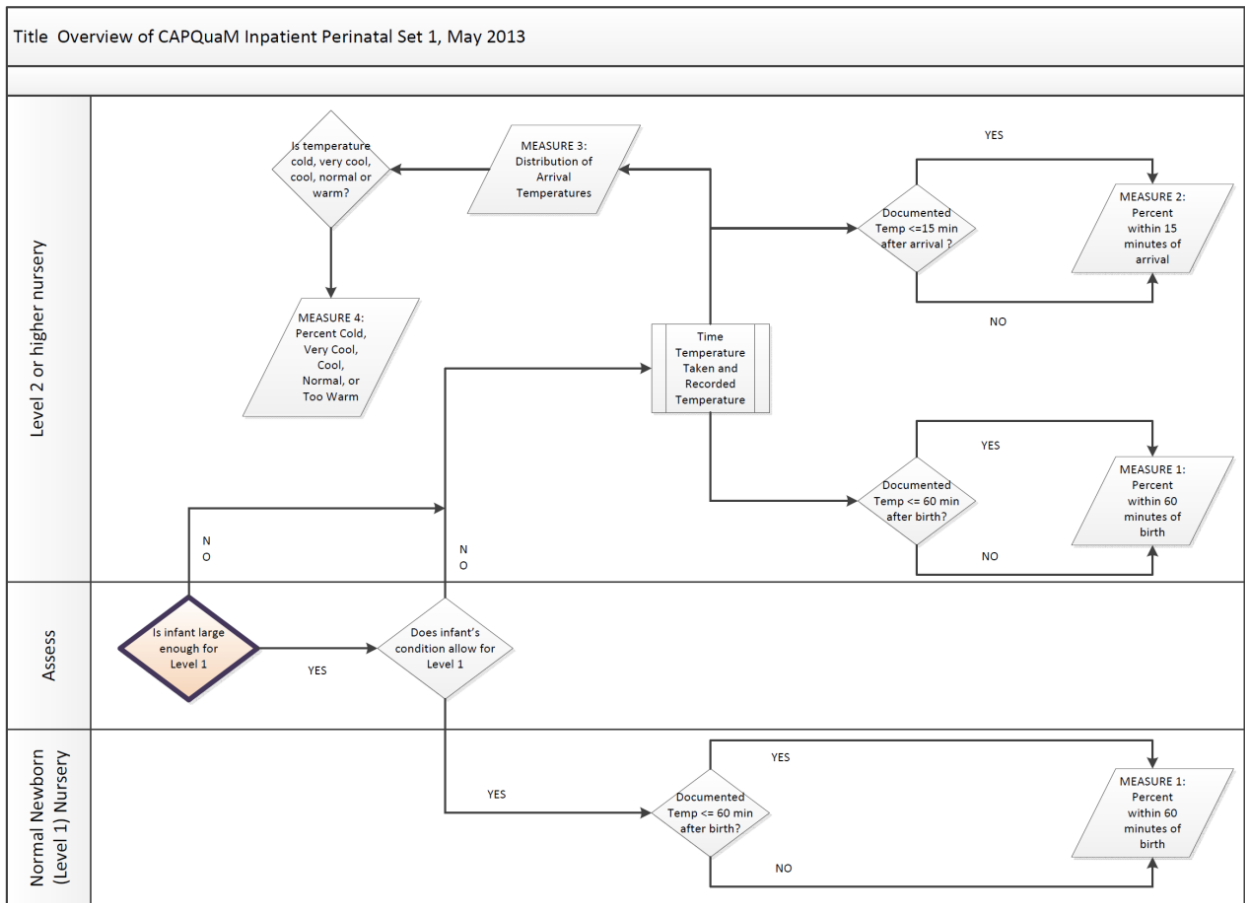 Title  Overview of CAPQuaM Inpatient Perinatal Set 1, May 2013
Level 2 or higher nursery
Is temperature
cold, very cool,
cool, normal or
warm?
MEASURE 3:
Distribution of
Arrival
Temperatures
YES
Documented
Temp <=15 min
after arrival ?
MEASURE 2:
Percent
within 15
minutes of
arrival
NO
MEASURE 4:
Percent Cold,
Very Cool,
Cool,
Normal, or
Too Warm
Time
Temperature
Taken and
Recorded
Temperature
YES
Documented
Temp <= 60 min
after birth?
MEASURE 1:
Percent
within 60
minutes of
birth
NO
N
O
N
O
Assess
Is infant large
enough for
Level 1
YES
Does infant's
condition allow for
Level 1
Normal Newborn
(Level 1) Nursery
YES
YES
Documented
Temp <= 60 min
after birth?
MEASURE 1:
Percent
within 60
minutes of
birth
NO